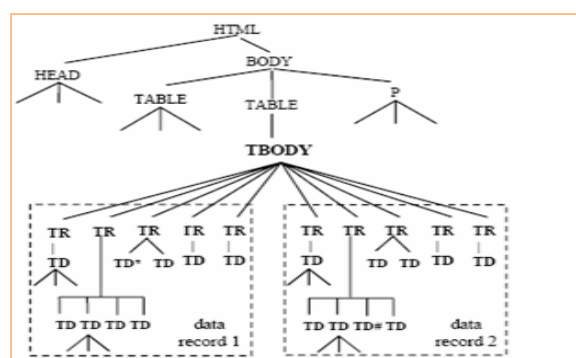 HTML
HEAD BODY
TABLE TABLE P
TBODY
TR TR TR TR TR TR TR TR TR TR
TD TD* TD TD TD TD TD TD TD TD
TD TD TD TD data TD TD TD# TD data
record 1 record 2